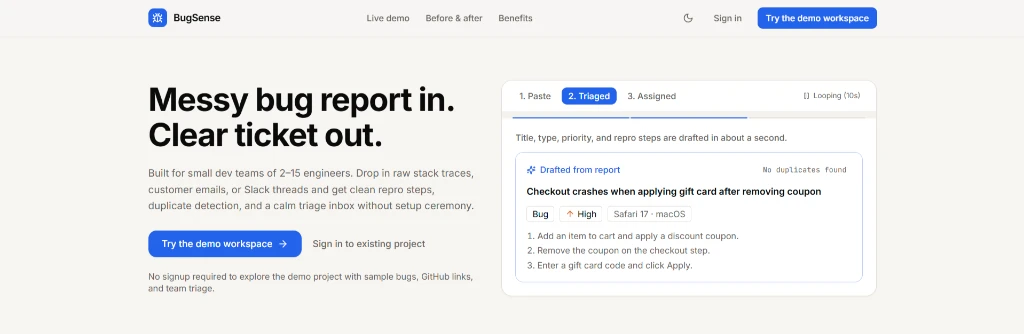 BugSense
Live demo
Before & after
Benefits
Sign in
Try the demo workspace
Messy bug report in.
Clear ticket out.
Built for small dev teams of 2–15 engineers. Drop in raw stack traces,
customer emails, or Slack threads and get clean repro steps,
duplicate detection, and a calm triage inbox without setup ceremony.
Try the demo workspace →
Sign in to existing project
No signup required to explore the demo project with sample bugs, GitHub links,
and team triage.
1. Paste
2. Triaged
3. Assigned
Looping (10s)
Title, type, priority, and repro steps are drafted in about a second.
Drafted from report
No duplicates found
Checkout crashes when applying gift card after removing coupon
Bug
↑ High
Safari 17 · macOS
1. Add an item to cart and apply a discount coupon.
2. Remove the coupon on the checkout step.
3. Enter a gift card code and click Apply.